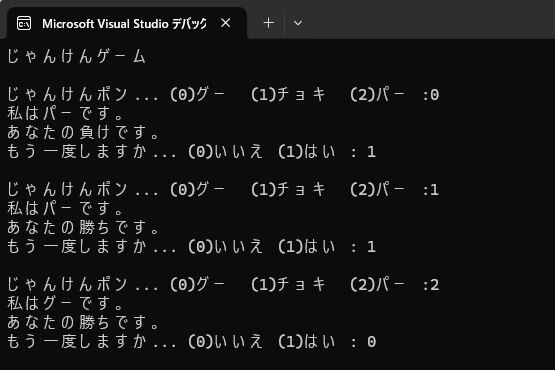 Microsoft Visual Studio デバッグ
じゃんけんゲーム
じゃんけんポン ... (0)グー (1)チョキ (2)パー :0
私はパーです。
あなたの負けです。
もう一度しますか... (0)いいえ (1)はい : 1
じゃんけんポン ... (0)グー (1)チョキ (2)パー :1
私はパーです。
あなたの勝ちです。
もう一度しますか... (0)いいえ (1)はい : 1
じゃんけんポン ... (0)グー (1)チョキ (2)パー :2
私はグーです。
あなたの勝ちです。
もう一度しますか... (0)いいえ (1)はい : 0